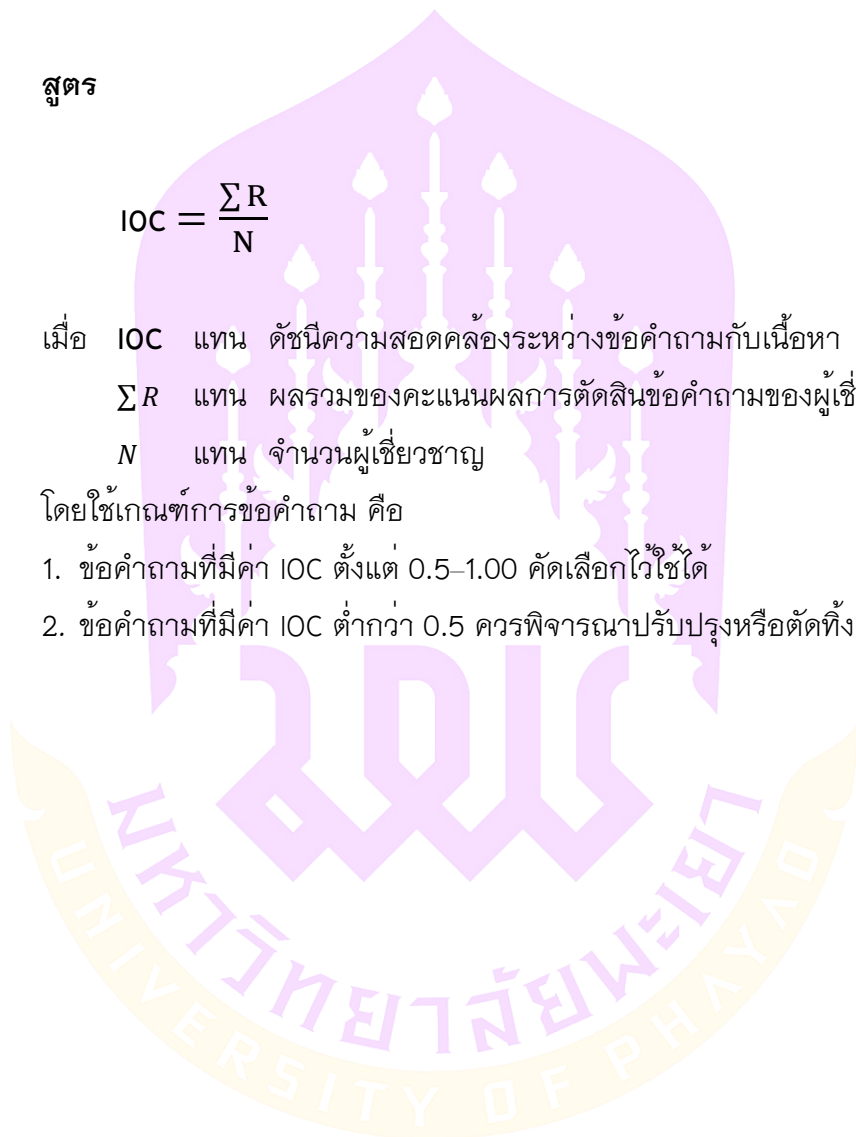 สูตร
IOC = ∑ R / N
เมื่อ IOC แทน ดัชนีความสอดคล้องระหว่างข้อคำถามกับเนื้อหา
∑ R แทน ผลรวมของคะแนนผลการตัดสินข้อคำถามของ
N แทน จำนวนผู้เชี่ยวชาญ
โดยใช้เกณฑ์การข้อคำถาม คือ
1. ข้อคำถามที่มีค่า IOC ตั้งแต่ 0.5–1.00 คัดเลือกไว้ใช้ได้
2. ข้อคำถามที่มีค่า IOC ต่ำกว่า 0.5 ควรพิจารณาปรับปรุงหรือตัดทิ้ง
มหาวิทยาลัยพะเยา
UNIVERSITY OF PHAYAO